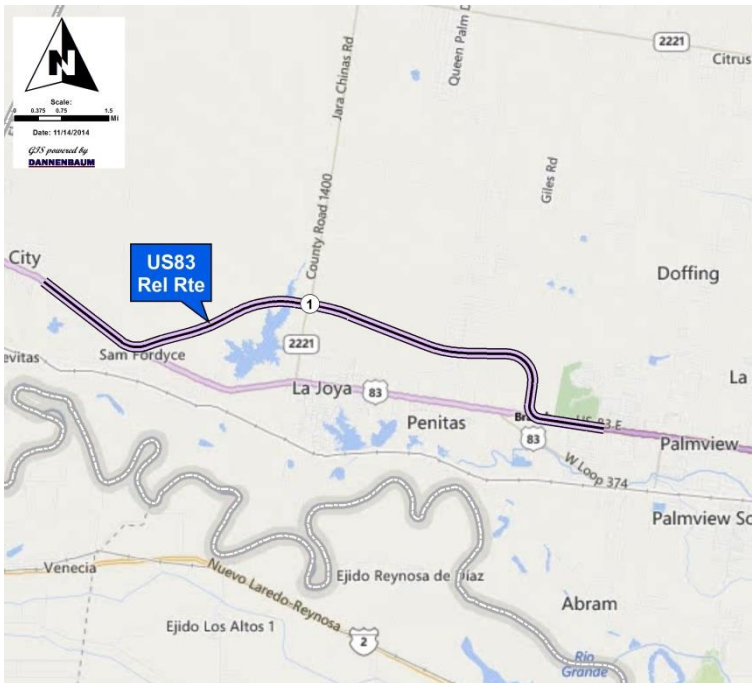 N
Scale:
0 0.375 0.75 1.5
Mi
Date: 11/14/2014
GIS powered by
DANNENBAUM
2221
Citrus
Queen Palm D
Jara Chinas Rd
Giles Rd
County Road 1400
City
US83
Rel Rte
Doffing
1
evitas
Sam Fordyce
2221
La
La Joya
83
Penitas
US-83 E
83
Palmview
W Loop 374
Palmview Sc
Venecia
Nuevo Laredo-Reynosa
Ejido Reynosa de Díaz
Abram
Ejido Los Altos 1
2
Rio
Grande